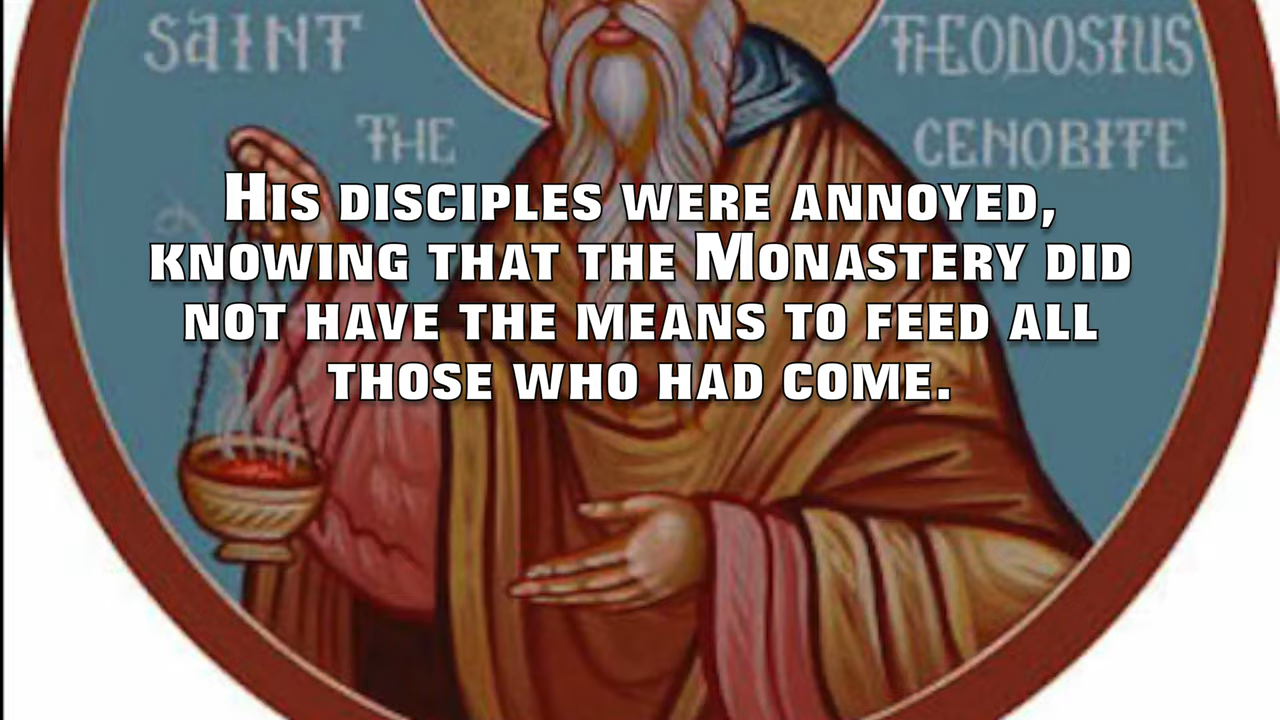 SaINT THEODOSIUS
THE CENOBITE
His disciples were annoyed,
knowing that the Monastery did
not have the means to feed all
those who had come.